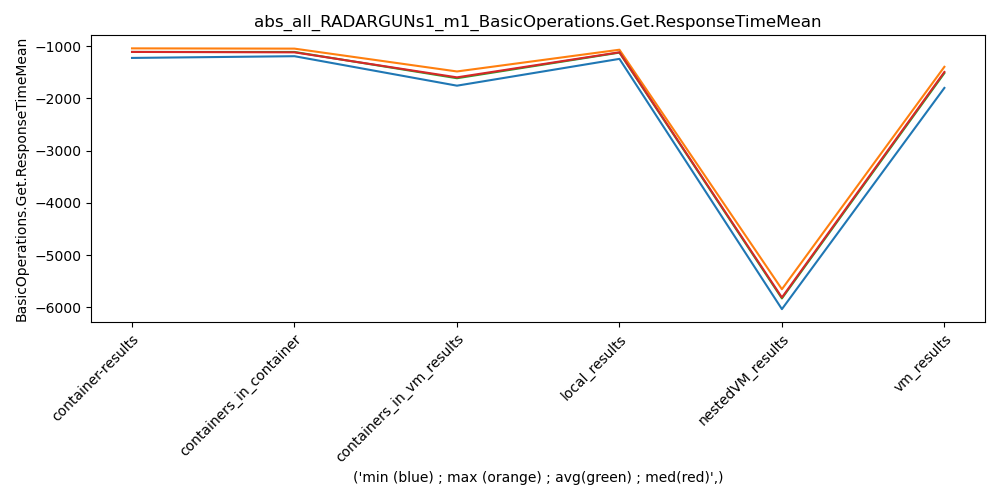 abs_all_RADARGUNs1_m1_BasicOperations.Get.ResponseTimeMean
BasicOperations.Get.ResponseTimeMean
−1000
−2000
−3000
−4000
−5000
−6000
container-results
containers_in_container
containers_in_vm_results
local_results
nestedVM_results
vm_results
('min (blue) ; max (orange) ; avg(green) ; med(red)',)